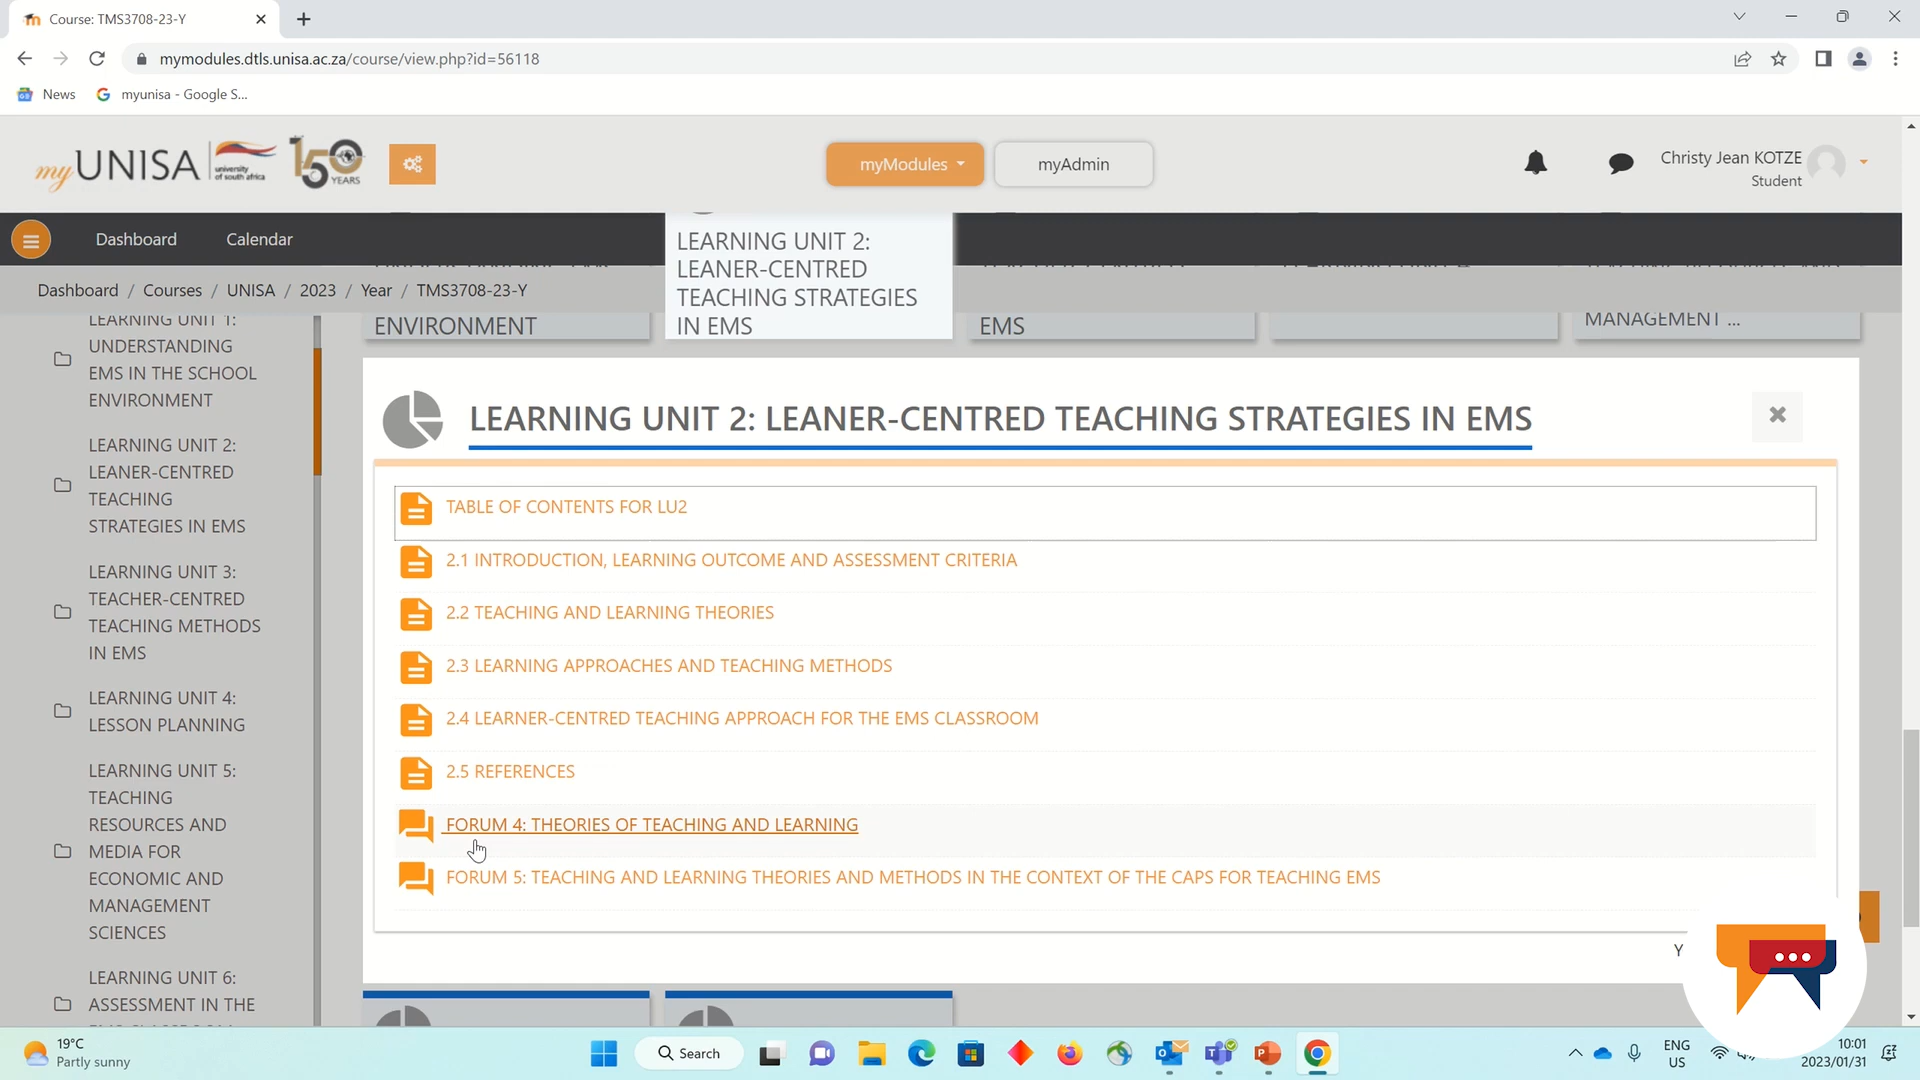 Course: TMS3708-23-Y
mymodules.dtls.unisa.ac.za/course/view.php?id=56118
News
myunisa - Google S...
myUNISA university of south africa 150 YEARS
myModules
myAdmin
Christy Jean KOTZE
Student
Dashboard
Calendar
LEARNING UNIT 2:
LEANER-CENTRED
TEACHING STRATEGIES
IN EMS
Dashboard / Courses / UNISA / 2023 / Year / TMS3708-23-Y
ENVIRONMENT
EMS
MANAGEMENT ...
LEARNING UNIT 1:
UNDERSTANDING
EMS IN THE SCHOOL
ENVIRONMENT
LEARNING UNIT 2:
LEANER-CENTRED
TEACHING
STRATEGIES IN EMS
LEARNING UNIT 3:
TEACHER-CENTRED
TEACHING METHODS
IN EMS
LEARNING UNIT 4:
LESSON PLANNING
LEARNING UNIT 5:
TEACHING
RESOURCES AND
MEDIA FOR
ECONOMIC AND
MANAGEMENT
SCIENCES
LEARNING UNIT 6:
ASSESSMENT IN THE
LEARNING UNIT 2: LEANER-CENTRED TEACHING STRATEGIES IN EMS
TABLE OF CONTENTS FOR LU2
2.1 INTRODUCTION, LEARNING OUTCOME AND ASSESSMENT CRITERIA
2.2 TEACHING AND LEARNING THEORIES
2.3 LEARNING APPROACHES AND TEACHING METHODS
2.4 LEARNER-CENTRED TEACHING APPROACH FOR THE EMS CLASSROOM
2.5 REFERENCES
FORUM 4: THEORIES OF TEACHING AND LEARNING
FORUM 5: TEACHING AND LEARNING THEORIES AND METHODS IN THE CONTEXT OF THE CAPS FOR TEACHING EMS
Y
19°C
Partly sunny
Search
ENG
US
10:01
2023/01/31